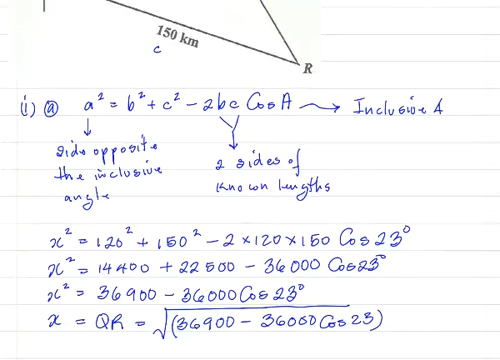 150 km
c
R
(i) (a) a² = b² + c² - 2bc Cos A → Inclusive A
side opposite the inclusive angle
2 sides of known lengths
x² = 120² + 150² - 2 × 120 × 150 Cos 23°
x² = 14400 + 22500 - 36000 Cos 23°
x² = 36900 - 36000 Cos 23°
x = QR = √(36900 - 36000 Cos 23)